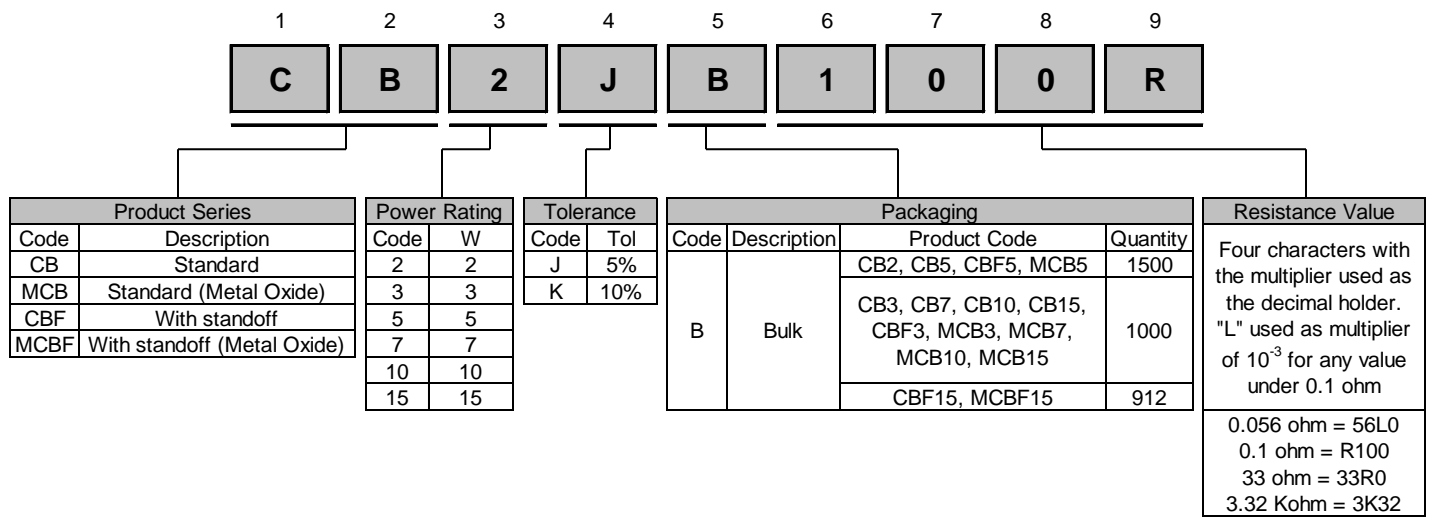 1 2 3 4 5 6 7 8 9
C B 2 J B 1 0 0 R
Product Series
Code Description
CB Standard
MCB Standard (Metal Oxide)
CBF With standoff
MCBF With standoff (Metal Oxide)
Power Rating
Code W
2 2
3 3
5 5
7 7
10 10
15 15
Tolerance
Code Tol
J 5%
K 10%
Packaging
Code Description Product Code Quantity
B Bulk
CB2, CB5, CBF5, MCB5 1500
CB3, CB7, CB10, CB15,
CBF3, MCB3, MCB7,
MCB10, MCB15
1000
CBF15, MCBF15 912
Resistance Value
Four characters with
the multiplier used as
the decimal holder.
"L" used as multiplier
of 10⁻³ for any value
under 0.1 ohm
0.056 ohm = 56L0
0.1 ohm = R100
33 ohm = 33R0
3.32 Kohm = 3K32